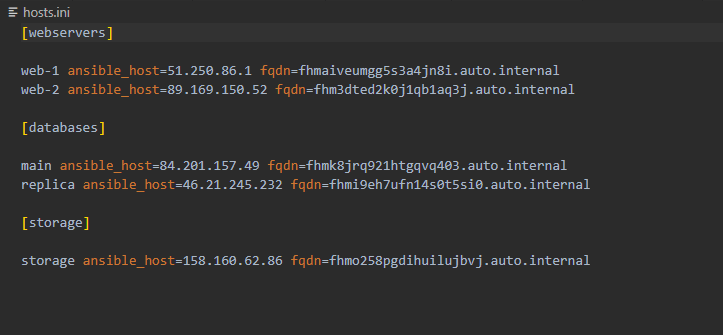 hosts.ini
[webservers]
web-1 ansible_host=51.250.86.1 fqdn=fhmaiveumgg5s3a4jn8i.auto.internal
web-2 ansible_host=89.169.150.52 fqdn=fhm3dted2k0j1qb1aq3j.auto.internal
[databases]
main ansible_host=84.201.157.49 fqdn=fhmk8jrq921htgqvq403.auto.internal
replica ansible_host=46.21.245.232 fqdn=fhmi9eh7ufn14s0t5si0.auto.internal
[storage]
storage ansible_host=158.160.62.86 fqdn=fhmo258pgdihuilujbvj.auto.internal